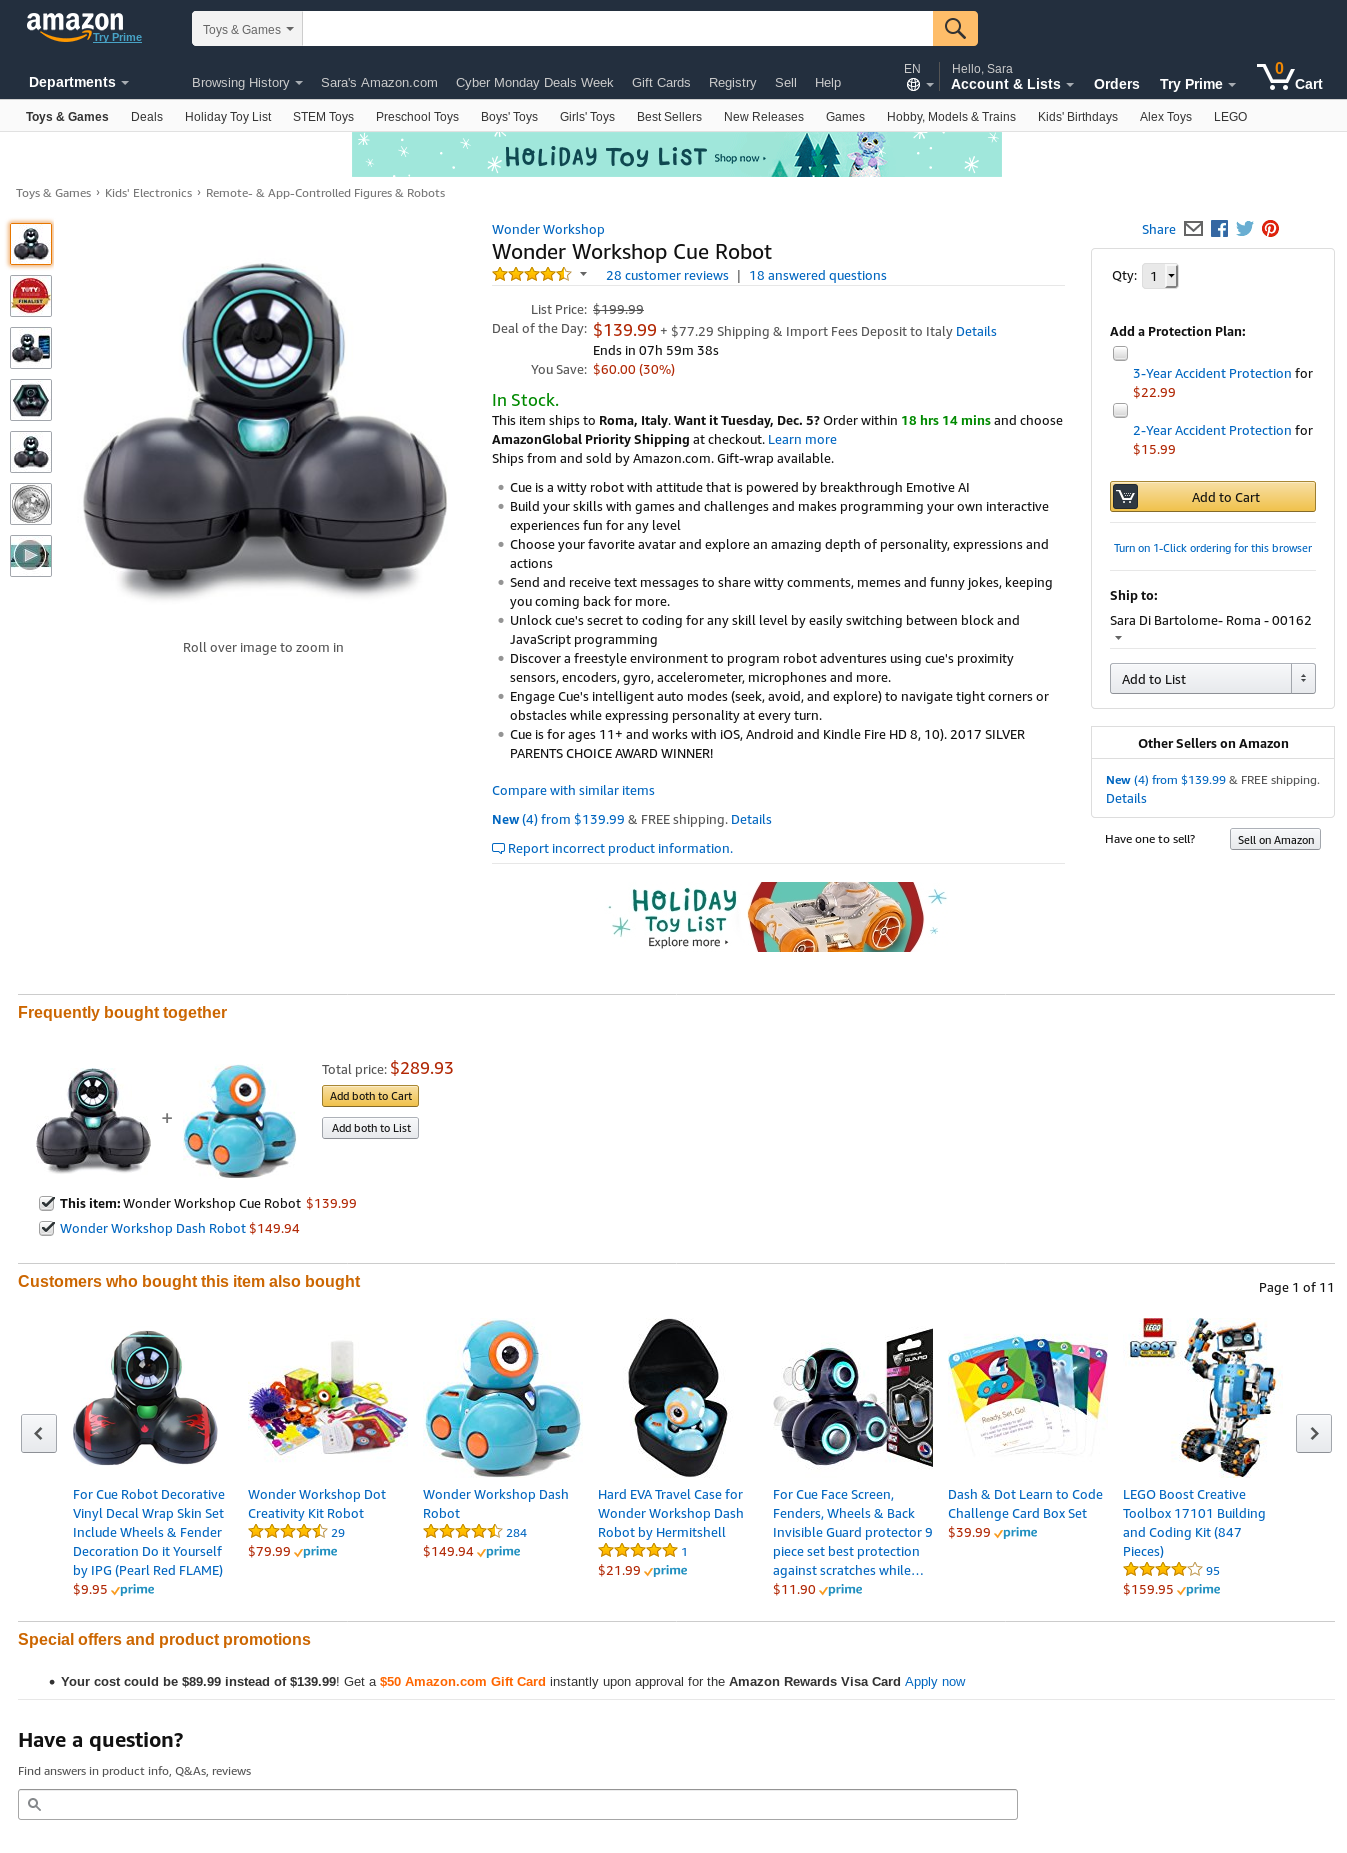 amazon
Try Prime
Toys & Games
Departments
Browsing History
Sara's Amazon.com
Cyber Monday Deals Week
Gift Cards
Registry
Sell
Help
EN
Hello, Sara
Account & Lists
Orders
Try Prime
0
Cart
Toys & Games
Deals
Holiday Toy List
STEM Toys
Preschool Toys
Boys' Toys
Girls' Toys
Best Sellers
New Releases
Games
Hobby, Models & Trains
Kids' Birthdays
Alex Toys
LEGO
HOLIDAY TOY LIST Shop now ▸
Toys & Games › Kids' Electronics › Remote- & App-Controlled Figures & Robots
FINALIST
Roll over image to zoom in
Wonder Workshop
Wonder Workshop Cue Robot
28 customer reviews | 18 answered questions
List Price: $199.99
Deal of the Day: $139.99 + $77.29 Shipping & Import Fees Deposit to Italy Details
Ends in 07h 59m 38s
You Save: $60.00 (30%)
In Stock.
This item ships to Roma, Italy. Want it Tuesday, Dec. 5? Order within 18 hrs 14 mins and choose
AmazonGlobal Priority Shipping at checkout. Learn more
Ships from and sold by Amazon.com. Gift-wrap available.
• Cue is a witty robot with attitude that is powered by breakthrough Emotive AI
• Build your skills with games and challenges and makes programming your own interactive
experiences fun for any level
• Choose your favorite avatar and explore an amazing depth of personality, expressions and
actions
• Send and receive text messages to share witty comments, memes and funny jokes, keeping
you coming back for more.
• Unlock cue's secret to coding for any skill level by easily switching between block and
JavaScript programming
• Discover a freestyle environment to program robot adventures using cue's proximity
sensors, encoders, gyro, accelerometer, microphones and more.
• Engage Cue's intelligent auto modes (seek, avoid, and explore) to navigate tight corners or
obstacles while expressing personality at every turn.
• Cue is for ages 11+ and works with iOS, Android and Kindle Fire HD 8, 10). 2017 SILVER
PARENTS CHOICE AWARD WINNER!
Compare with similar items
New (4) from $139.99 & FREE shipping. Details
Report incorrect product information.
HOLIDAY
TOY LIST
Explore more ▸
Share
Qty: 1
Add a Protection Plan:
3-Year Accident Protection for
$22.99
2-Year Accident Protection for
$15.99
Add to Cart
Turn on 1-Click ordering for this browser
Ship to:
Sara Di Bartolome- Roma - 00162
Add to List
Other Sellers on Amazon
New (4) from $139.99 & FREE shipping.
Details
Have one to sell?
Sell on Amazon
Frequently bought together
+
Total price: $289.93
Add both to Cart
Add both to List
This item: Wonder Workshop Cue Robot $139.99
Wonder Workshop Dash Robot $149.94
Customers who bought this item also bought
Page 1 of 11
For Cue Robot Decorative
Vinyl Decal Wrap Skin Set
Include Wheels & Fender
Decoration Do it Yourself
by IPG (Pearl Red FLAME)
$9.95 prime
Wonder Workshop Dot
Creativity Kit Robot
29
$79.99 prime
Wonder Workshop Dash
Robot
284
$149.94 prime
Hard EVA Travel Case for
Wonder Workshop Dash
Robot by Hermitshell
1
$21.99 prime
GUARD
For Cue Face Screen,
Fenders, Wheels & Back
Invisible Guard protector 9
piece set best protection
against scratches while…
$11.90 prime
Ready, Set, Go!
Dash & Dot Learn to Code
Challenge Card Box Set
$39.99 prime
LEGO
BOOST
LEGO Boost Creative
Toolbox 17101 Building
and Coding Kit (847
Pieces)
95
$159.95 prime
Special offers and product promotions
• Your cost could be $89.99 instead of $139.99! Get a $50 Amazon.com Gift Card instantly upon approval for the Amazon Rewards Visa Card Apply now
Have a question?
Find answers in product info, Q&As, reviews